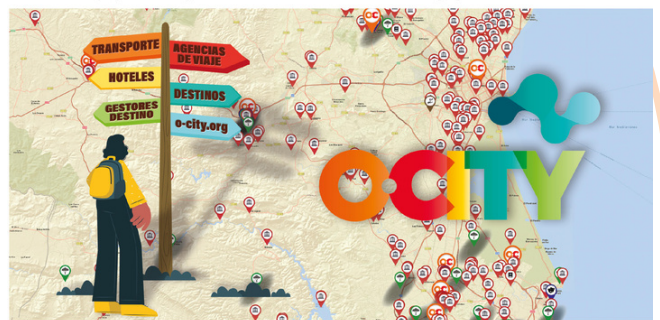 TRANSPORTE
AGENCIAS
DE VIAJE
HOTELES
DESTINOS
GESTORES
DESTINO
o-city.org
O·CITY